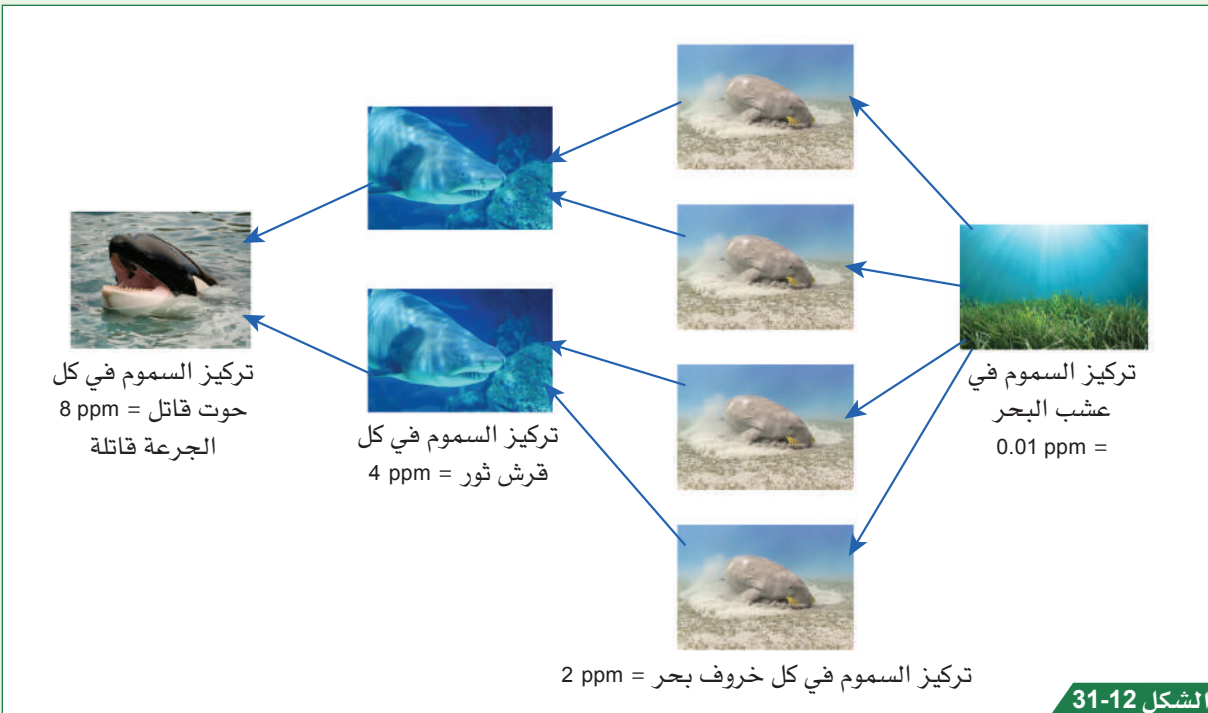 تركيز السموم في
عشب البحر
= 0.01 ppm
تركيز السموم في كل
قرش ثور = 4 ppm
تركيز السموم في كل
حوت قاتل = 8 ppm
الجرعة قاتلة
تركيز السموم في كل خروف بحر = 2 ppm
الشكل 12-31